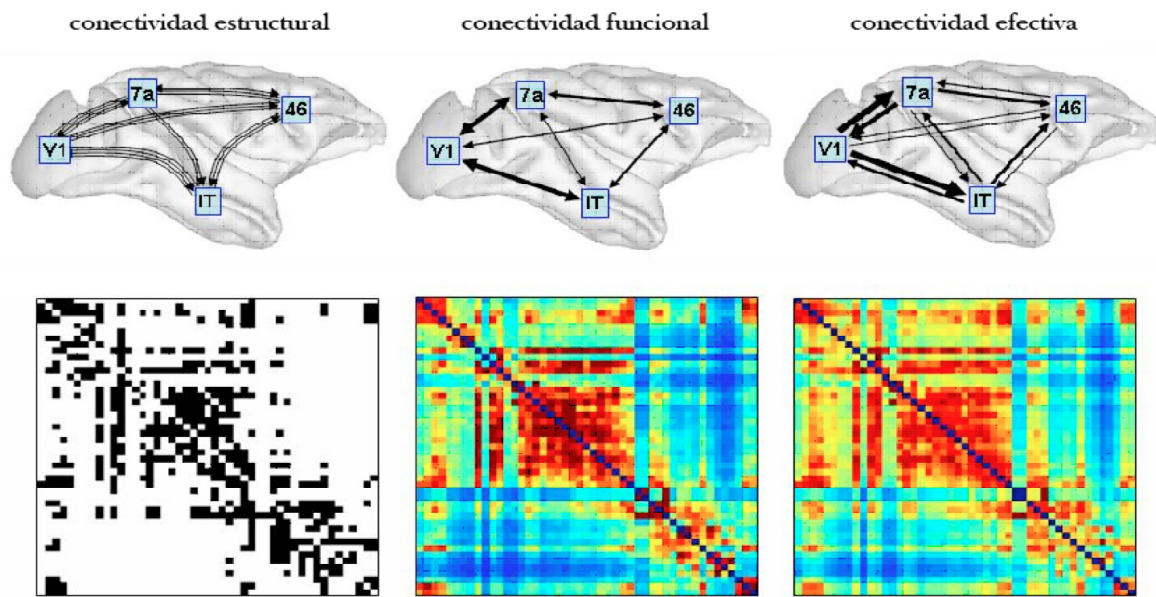 conectividad estructural
conectividad funcional
conectividad efectiva
7a
46
V1
IT
7a
46
V1
IT
7a
46
V1
IT